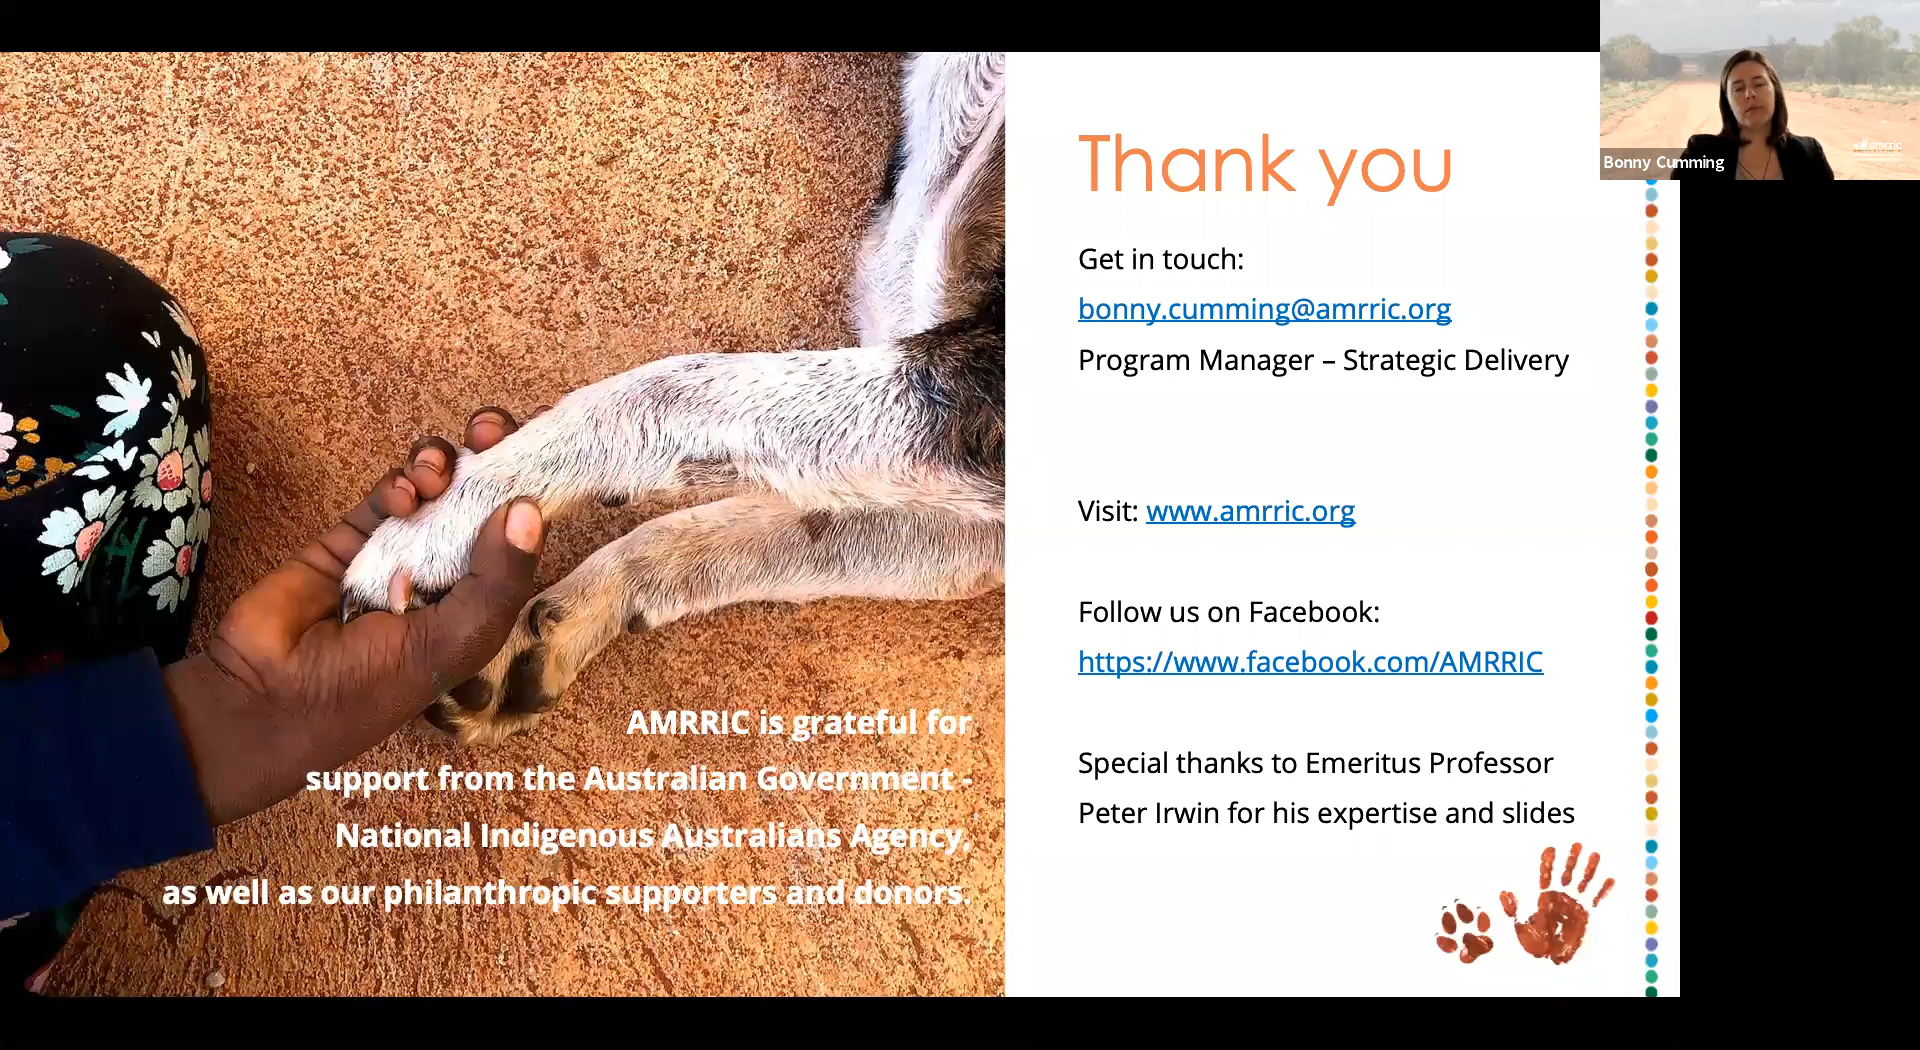 Thank you
Get in touch:
bonny.cumming@amrric.org
Program Manager – Strategic Delivery
Visit: www.amrric.org
Follow us on Facebook:
https://www.facebook.com/AMRRIC
Special thanks to Emeritus Professor
Peter Irwin for his expertise and slides
AMRRIC is grateful for
support from the Australian Government -
National Indigenous Australians Agency,
as well as our philanthropic supporters and donors.
Bonny Cumming
amrric